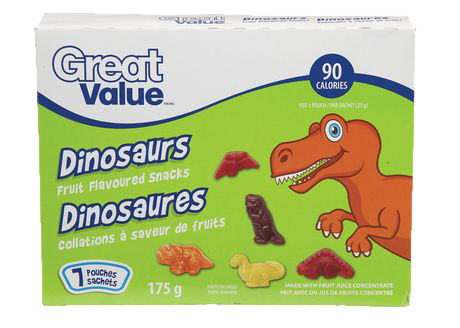 Great
Value
90
CALORIES
PER 1 POUCH / PAR SACHET (25 g)
Dinosaurs
Fruit Flavoured Snacks
Dinosaures
collations à saveur de fruits
7 Pouches
sachets
175 g
MADE WITH FRUIT JUICE CONCENTRATE
FAIT AVEC DU JUS DE FRUITS CONCENTRÉ